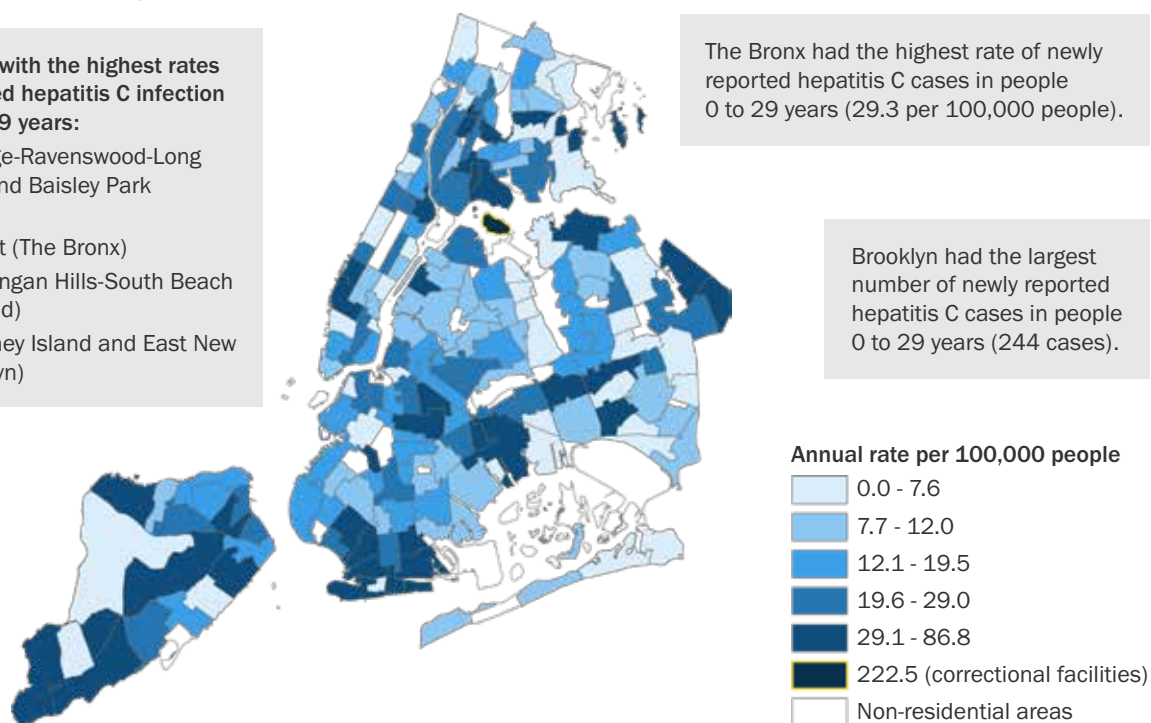 with the highest rates
ed hepatitis C infection
9 years:
ge-Ravenswood-Long
nd Baisley Park
t (The Bronx)
ngan Hills-South Beach
d)
ney Island and East New
yn)
The Bronx had the highest rate of newly
reported hepatitis C cases in people
0 to 29 years (29.3 per 100,000 people).
Brooklyn had the largest
number of newly reported
hepatitis C cases in people
0 to 29 years (244 cases).
Annual rate per 100,000 people
0.0 - 7.6
7.7 - 12.0
12.1 - 19.5
19.6 - 29.0
29.1 - 86.8
222.5 (correctional facilities)
Non-residential areas